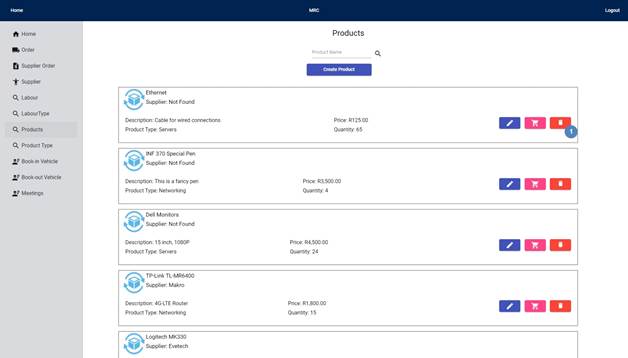 Home
MRC
Logout
Home
Order
Supplier Order
Supplier
Labour
LabourType
Products
Product Type
Book-in Vehicle
Book-out Vehicle
Meetings
Products
Product Name
Create Product
Ethernet
Supplier: Not Found
Description: Cable for wired connections
Price: R125.00
Product Type: Servers
Quantity: 65
1
INF 370 Special Pen
Supplier: Not Found
Description: This is a fancy pen
Price: R3,500.00
Product Type: Networking
Quantity: 4
Dell Monitors
Supplier: Not Found
Description: 15 inch, 1080P
Price: R4,500.00
Product Type: Servers
Quantity: 24
TP-Link TL-MR6400
Supplier: Makro
Description: 4G-LTE Router
Price: R1,800.00
Product Type: Networking
Quantity: 15
Logitech MK330
Supplier: Evetech